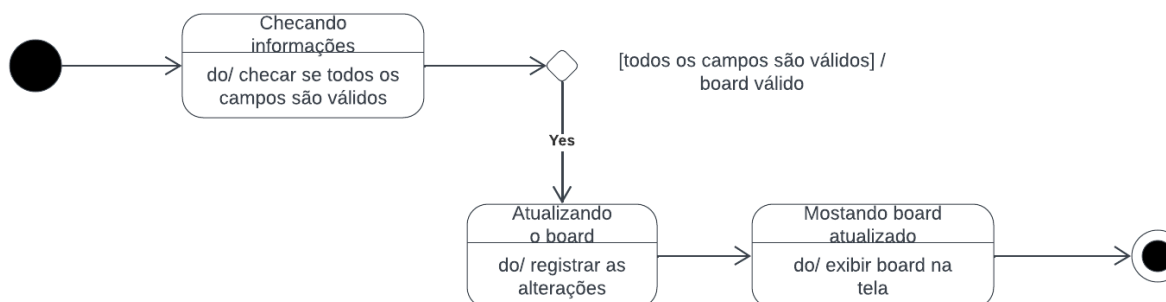 Checando
informações
do/ checar se todos os
campos são válidos
[todos os campos são válidos] /
board válido
Yes
Atualizando
o board
do/ registrar as
alterações
Mostando board
atualizado
do/ exibir board na
tela